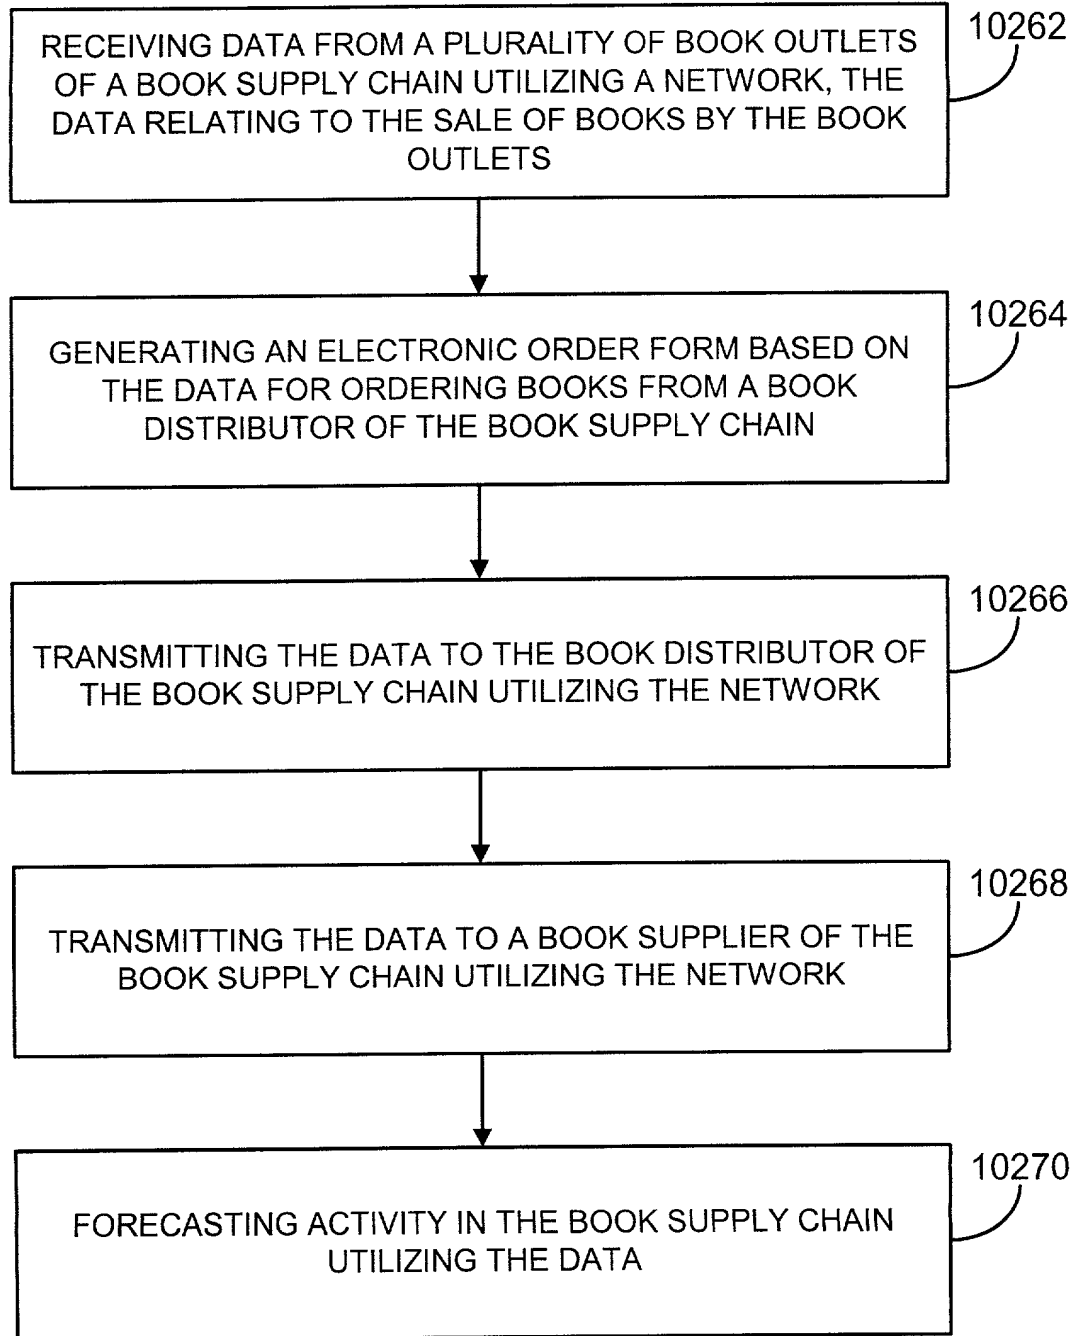 RECEIVING DATA FROM A PLURALITY OF BOOK OUTLETS
OF A BOOK SUPPLY CHAIN UTILIZING A NETWORK, THE
DATA RELATING TO THE SALE OF BOOKS BY THE BOOK
OUTLETS
10262
GENERATING AN ELECTRONIC ORDER FORM BASED ON
THE DATA FOR ORDERING BOOKS FROM A BOOK
DISTRIBUTOR OF THE BOOK SUPPLY CHAIN
10264
TRANSMITTING THE DATA TO THE BOOK DISTRIBUTOR OF
THE BOOK SUPPLY CHAIN UTILIZING THE NETWORK
10266
TRANSMITTING THE DATA TO A BOOK SUPPLIER OF THE
BOOK SUPPLY CHAIN UTILIZING THE NETWORK
10268
FORECASTING ACTIVITY IN THE BOOK SUPPLY CHAIN
UTILIZING THE DATA
10270